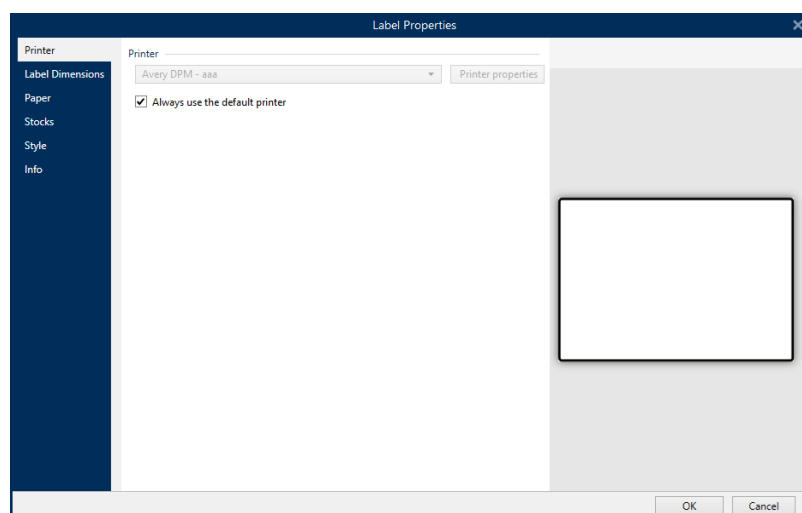 Label Properties
Printer
Label Dimensions
Paper
Stocks
Style
Info
Printer
Avery DPM - aaa
Printer properties
Always use the default printer
OK
Cancel